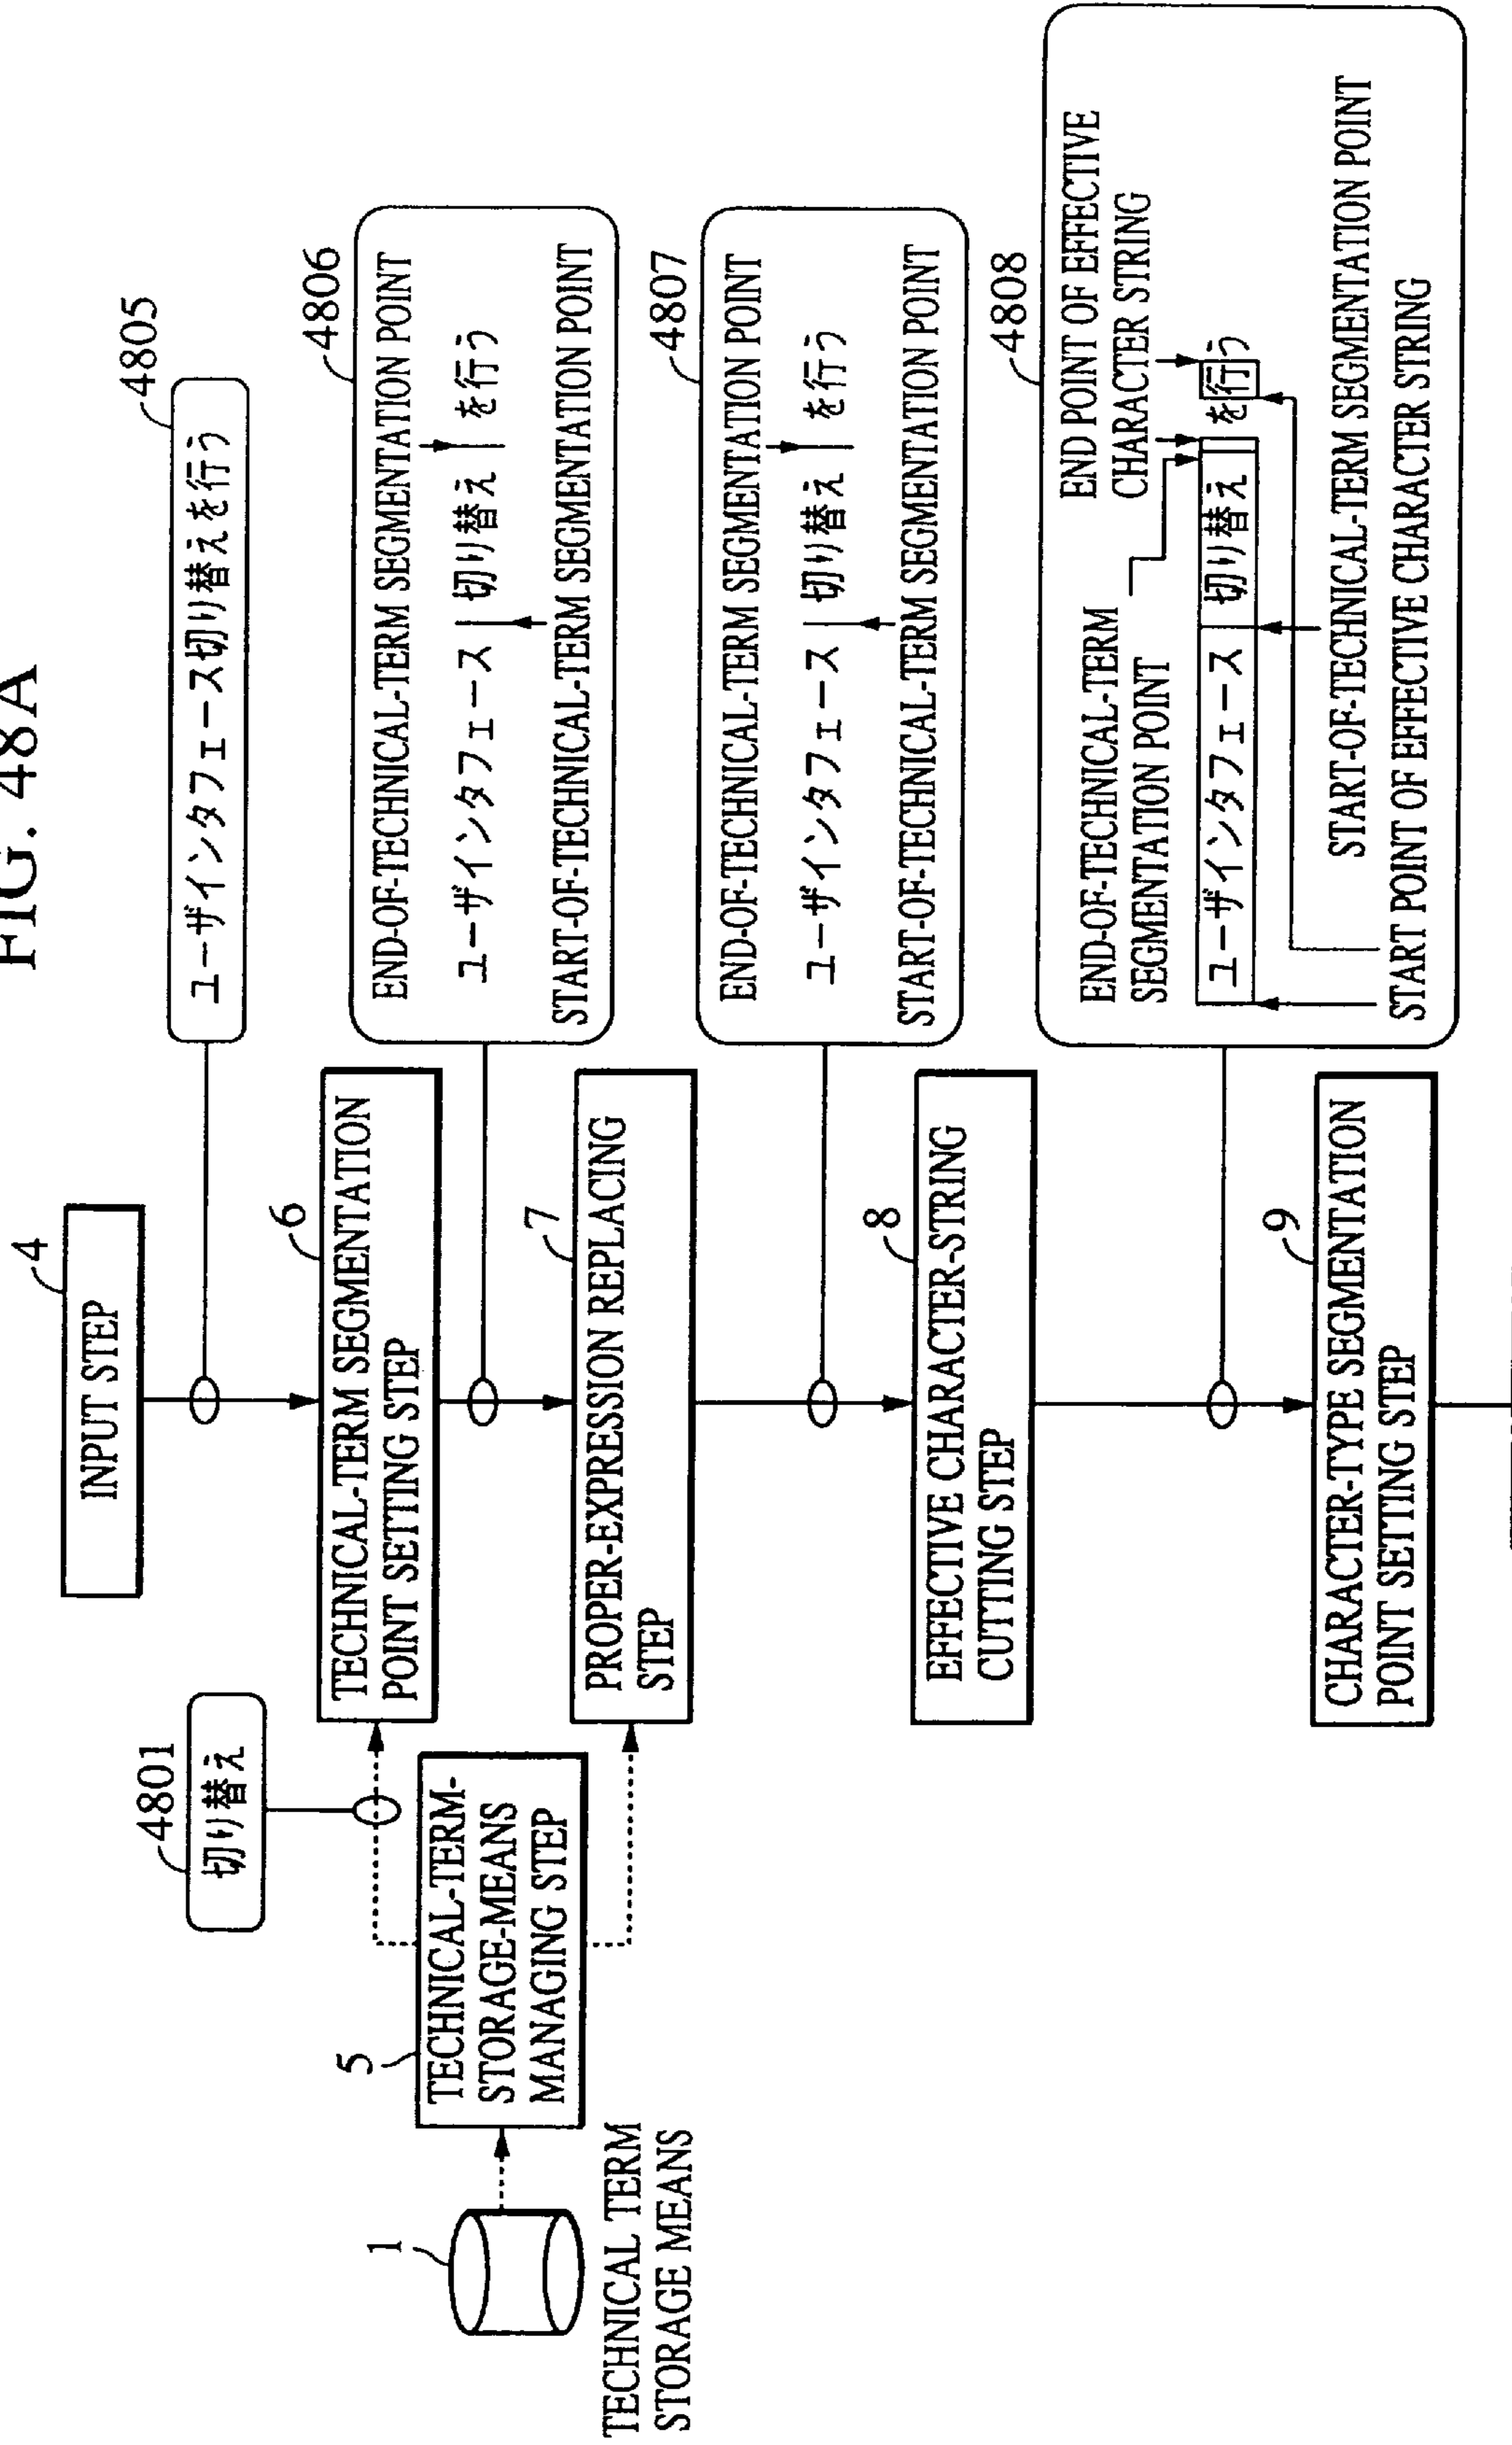 FIG. 48A
4
INPUT STEP
4805
ユーザインタフェース切り替えを行う
4801
切り替え
6
TECHNICAL-TERM SEGMENTATION
POINT SETTING STEP
4806
END-OF-TECHNICAL-TERM SEGMENTATION POINT
ユーザインタフェース 切り替え を行う
START-OF-TECHNICAL-TERM SEGMENTATION POINT
1
TECHNICAL TERM
STORAGE MEANS
5
TECHNICAL-TERM-
STORAGE-MEANS
MANAGING STEP
7
PROPER-EXPRESSION REPLACING
STEP
4807
END-OF-TECHNICAL-TERM SEGMENTATION POINT
ユーザインタフェース 切り替え を行う
START-OF-TECHNICAL-TERM SEGMENTATION POINT
8
EFFECTIVE CHARACTER-STRING
CUTTING STEP
4808
END POINT OF EFFECTIVE
CHARACTER STRING
END-OF-TECHNICAL-TERM
SEGMENTATION POINT
ユーザインタフェース 切り替え を行う
START-OF-TECHNICAL-TERM SEGMENTATION POINT
START POINT OF EFFECTIVE CHARACTER STRING
9
CHARACTER-TYPE SEGMENTATION
POINT SETTING STEP